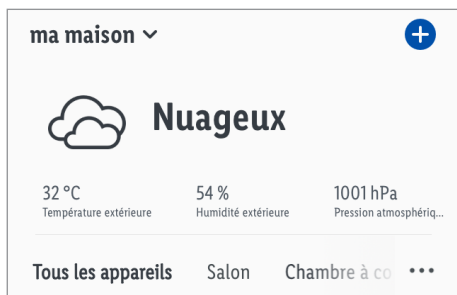 ma maison
Nuageux
32 °C 54 % 1001 hPa
Température extérieure Humidité extérieure Pression atmosphériq...
Tous les appareils Salon Chambre à co